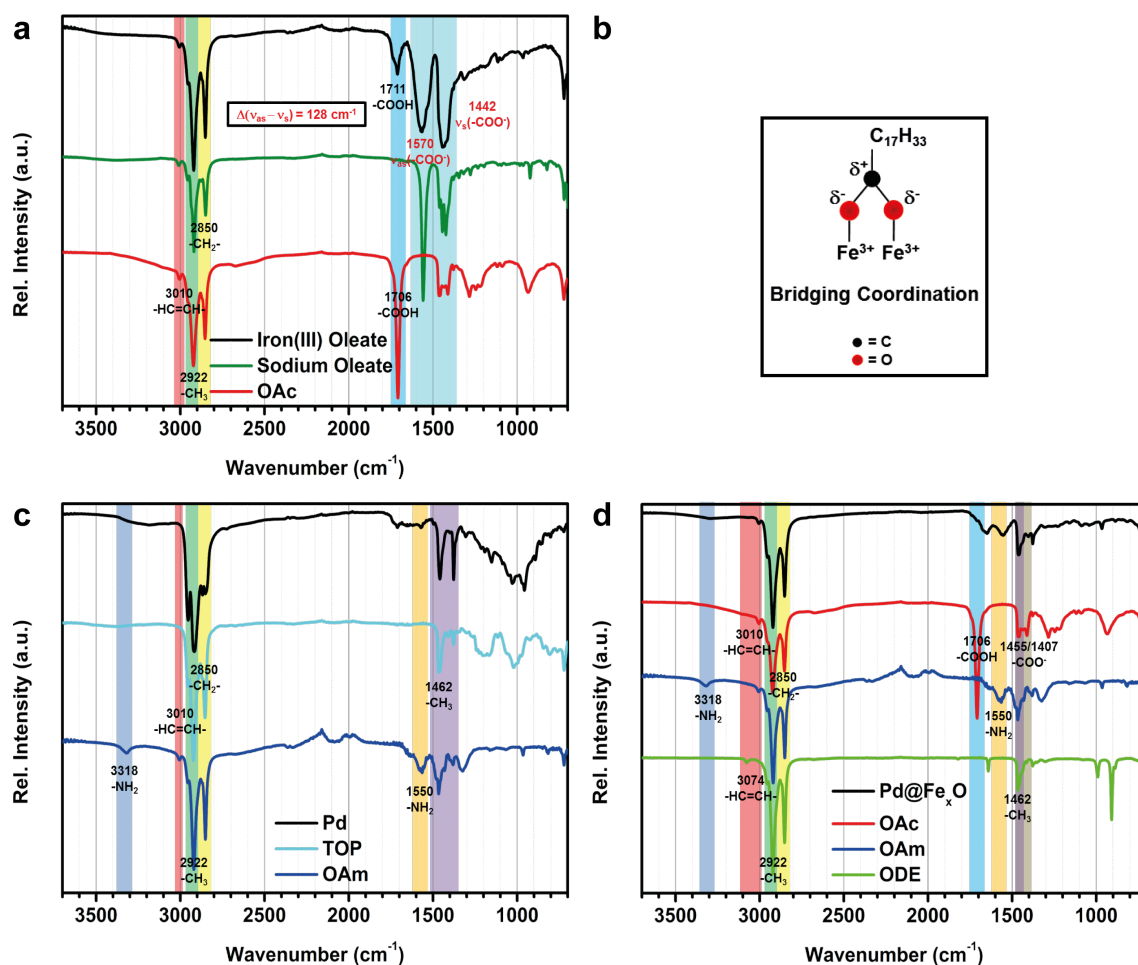 a
Rel. Intensity (a.u.)
1711
-COOH
Δ(νas – νs) = 128 cm-1
1442
νs(-COO-)
1570
νas(-COO-)
2850
-CH2-
3010
-HC=CH-
1706
-COOH
2922
-CH3
Iron(III) Oleate
Sodium Oleate
OAc
3500 3000 2500 2000 1500 1000
Wavenumber (cm-1)
b
C17H33
δ+
δ- δ-
Fe3+ Fe3+
Bridging Coordination
= C
= O
c
Rel. Intensity (a.u.)
2850
-CH2-
3010
-HC=CH-
1462
-CH3
3318
-NH2
1550
-NH2
2922
-CH3
Pd
TOP
OAm
3500 3000 2500 2000 1500 1000
Wavenumber (cm-1)
d
Rel. Intensity (a.u.)
3010
-HC=CH-
2850
-CH2-
1706
-COOH
1455/1407
-COO-
3318
-NH2
1550
-NH2
3074
-HC=CH-
1462
-CH3
2922
-CH3
Pd@FexO
OAc
OAm
ODE
3500 3000 2500 2000 1500 1000
Wavenumber (cm-1)